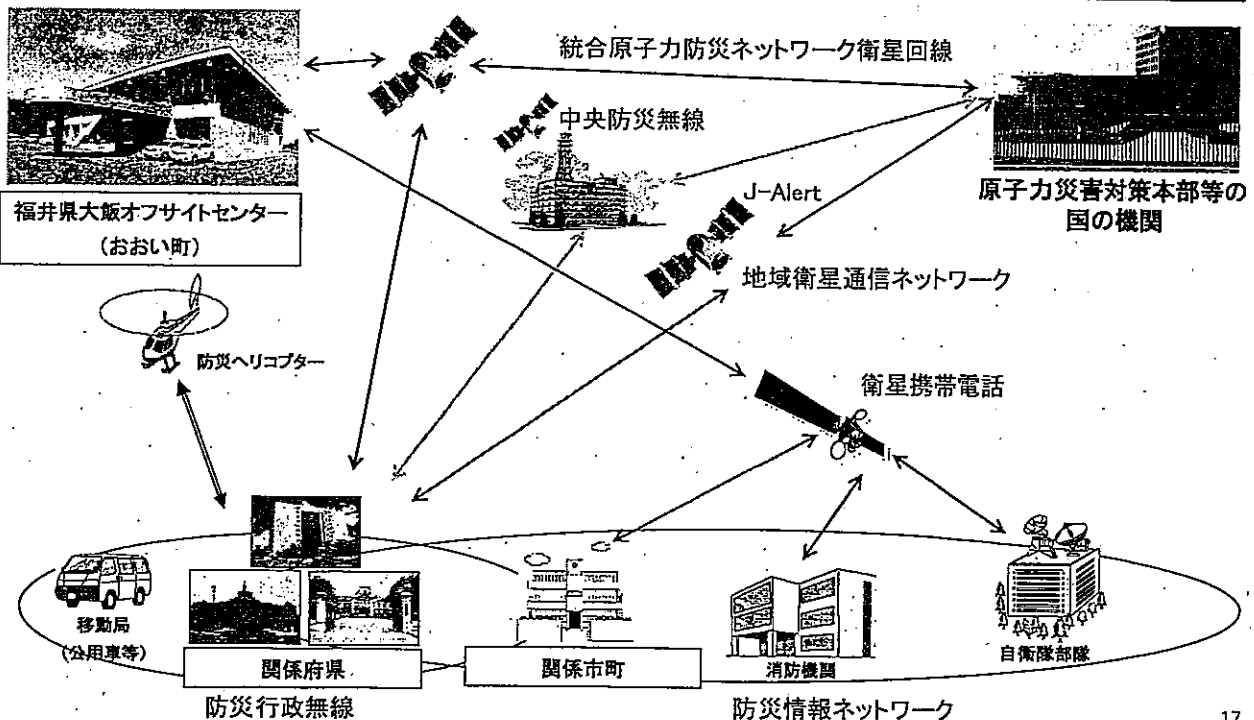 統合原子力防災ネットワーク衛星回線
中央防災無線
J-Alert
原子力災害対策本部等の
国の機関
福井県大飯オフサイトセンター
(おおい町)
地域衛星通信ネットワーク
防災ヘリコプター
衛星携帯電話
移動局
(公用車等)
関係府県
関係市町
消防機関
自衛隊部隊
防災行政無線
防災情報ネットワーク
17